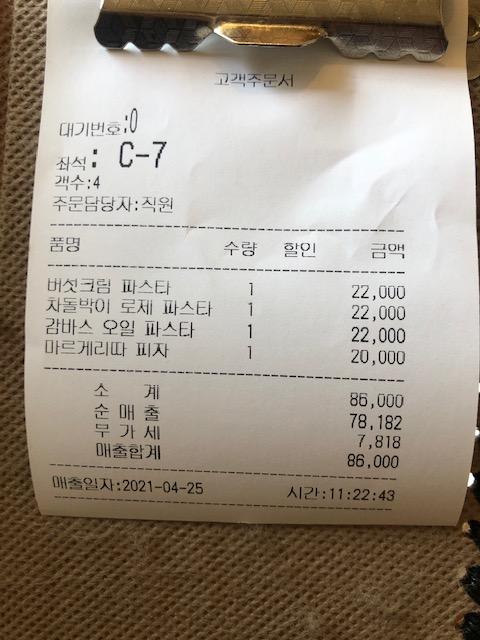 고객주문서
대기번호:0
좌석: C-7
객수:4
주문담당자:직원
품명 수량 할인 금액
버섯크림 파스타 1 22,000
차돌박이 로제 파스타 1 22,000
감바스 오일 파스타 1 22,000
마르게리따 피자 1 20,000
소 계 86,000
순 매 출 78,182
부 가 세 7,818
매출합계 86,000
매출일자:2021-04-25 시간:11:22:43